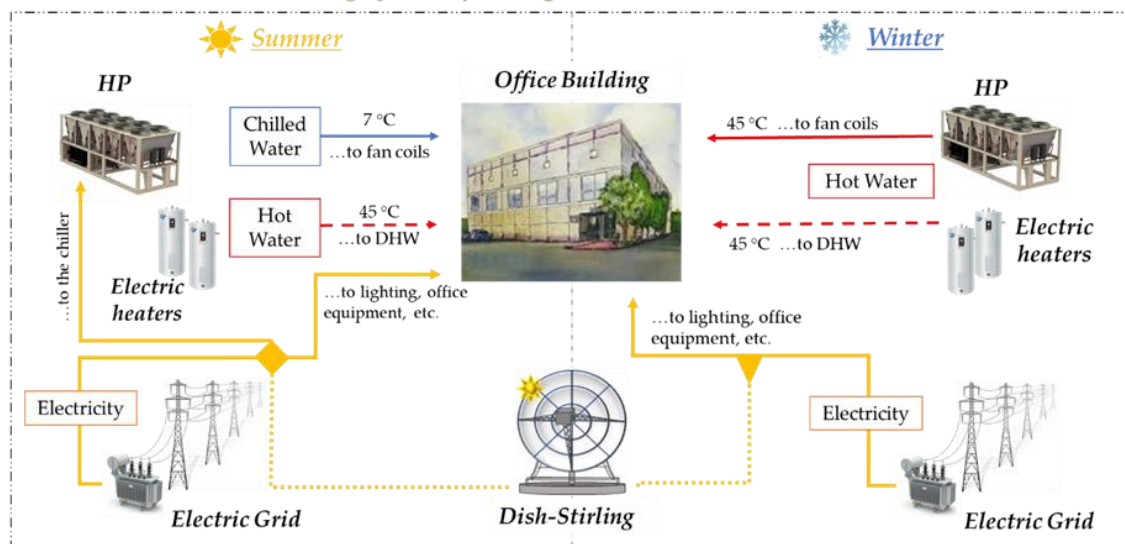 Summer
Winter
HP
Office Building
HP
Chilled
Water
7 °C
…to fan coils
45 °C …to fan coils
Hot Water
Hot
Water
45 °C
…to DHW
45 °C …to DHW
Electric
heaters
Electric
heaters
…to the chiller
…to lighting, office
equipment, etc.
…to lighting, office
equipment, etc.
Electricity
Electricity
Electric Grid
Dish-Stirling
Electric Grid